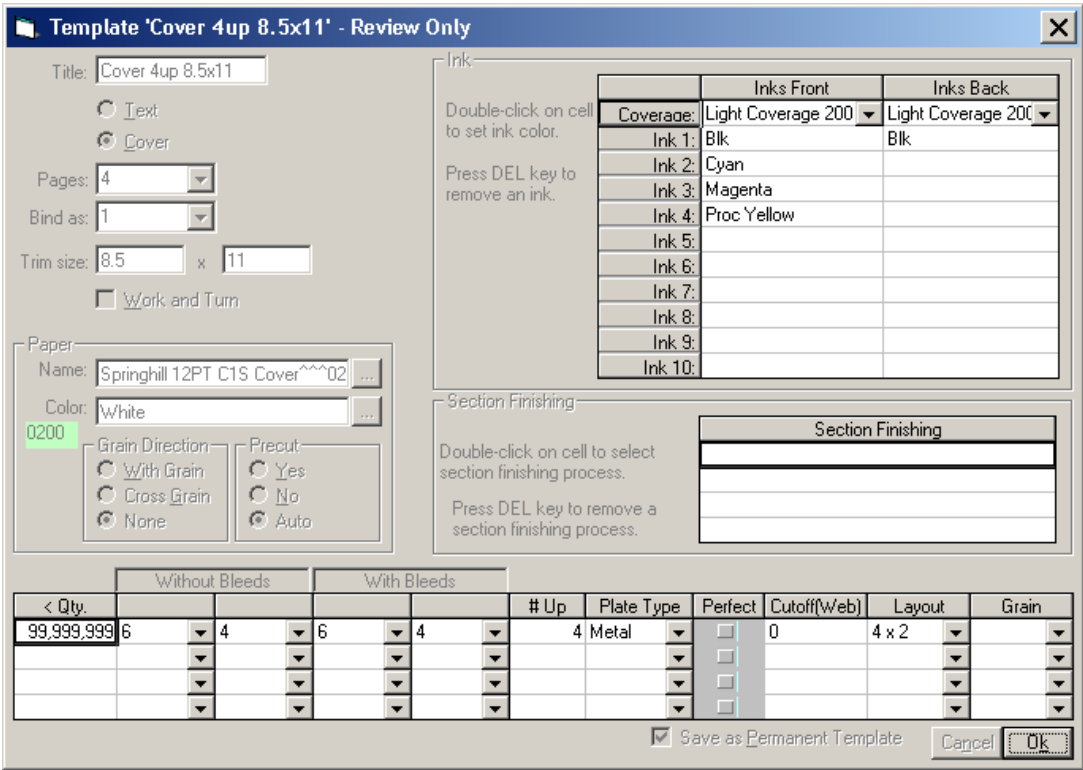 Template 'Cover 4up 8.5x11' - Review Only
Title: Cover 4up 8.5x11
Text
Cover
Pages: 4
Bind as: 1
Trim size: 8.5 x 11
Work and Turn
Paper
Name: Springhill 12PT C1S Cover^^^02 ...
Color: White ...
0200
Grain Direction
With Grain
Cross Grain
None
Precut
Yes
No
Auto
Ink
Double-click on cell
to set ink color.
Press DEL key to
remove an ink.
Inks Front Inks Back
Coverage: Light Coverage 200 Light Coverage 200
Ink 1: Blk Blk
Ink 2: Cyan
Ink 3: Magenta
Ink 4: Proc Yellow
Ink 5:
Ink 6:
Ink 7:
Ink 8:
Ink 9:
Ink 10:
Section Finishing
Double-click on cell to select
section finishing process.
Press DEL key to remove a
section finishing process.
Section Finishing
Without Bleeds With Bleeds
< Qty. # Up Plate Type Perfect Cutoff(Web) Layout Grain
99,999,999 6 4 6 4 4 Metal 0 4 x 2
Save as Permanent Template
Cancel Ok